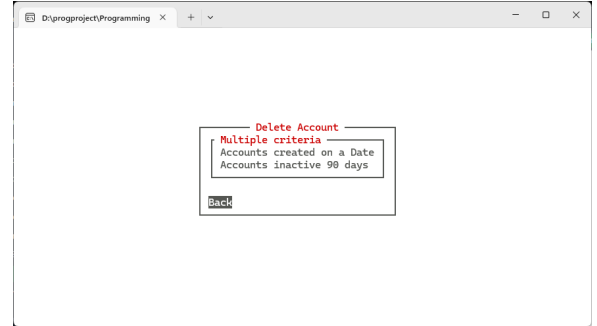 D:\progproject\Programming
Delete Account
Multiple criteria
Accounts created on a Date
Accounts inactive 90 days
Back